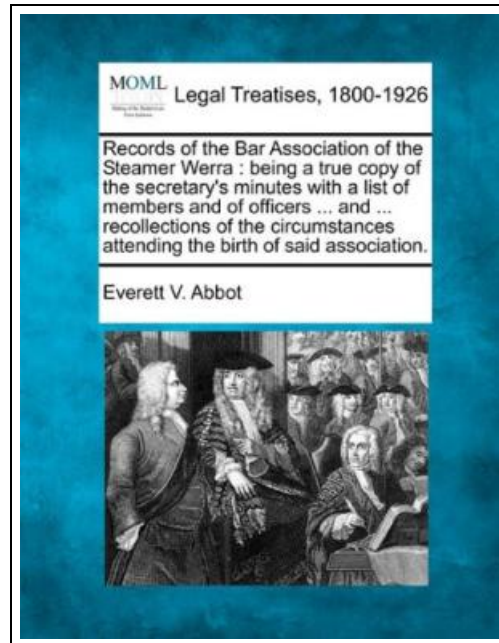 MOML
Legal Treatises, 1800-1926
Records of the Bar Association of the
Steamer Werra : being a true copy of
the secretary's minutes with a list of
members and of officers ... and ...
recollections of the circumstances
attending the birth of said association.
Everett V. Abbot